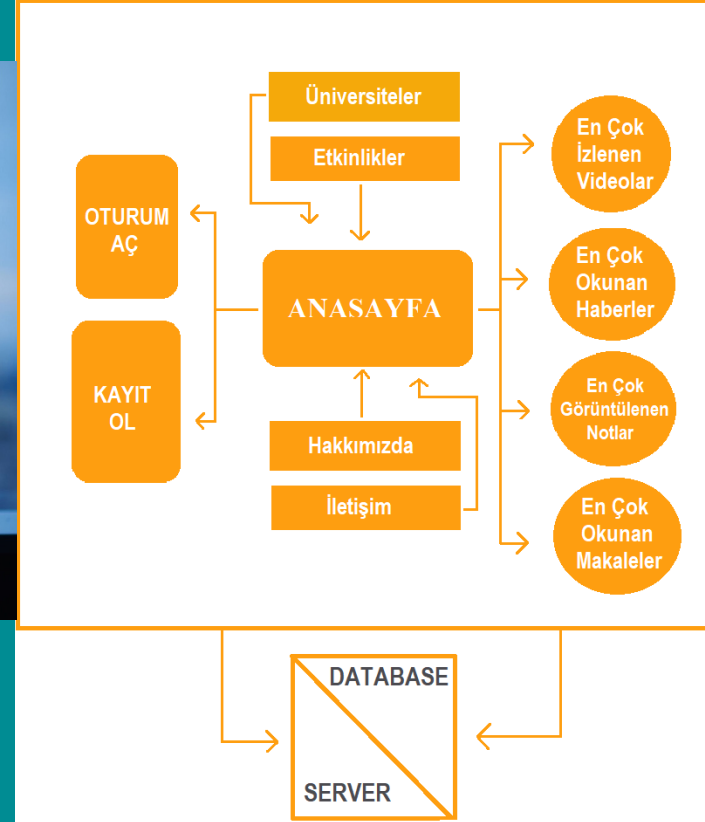 Üniversiteler
Etkinlikler
OTURUM
AÇ
KAYIT
OL
ANASAYFA
Hakkımızda
İletişim
En Çok
İzlenen
Videolar
En Çok
Okunan
Haberler
En Çok
Görüntülenen
Notlar
En Çok
Okunan
Makaleler
DATABASE
SERVER